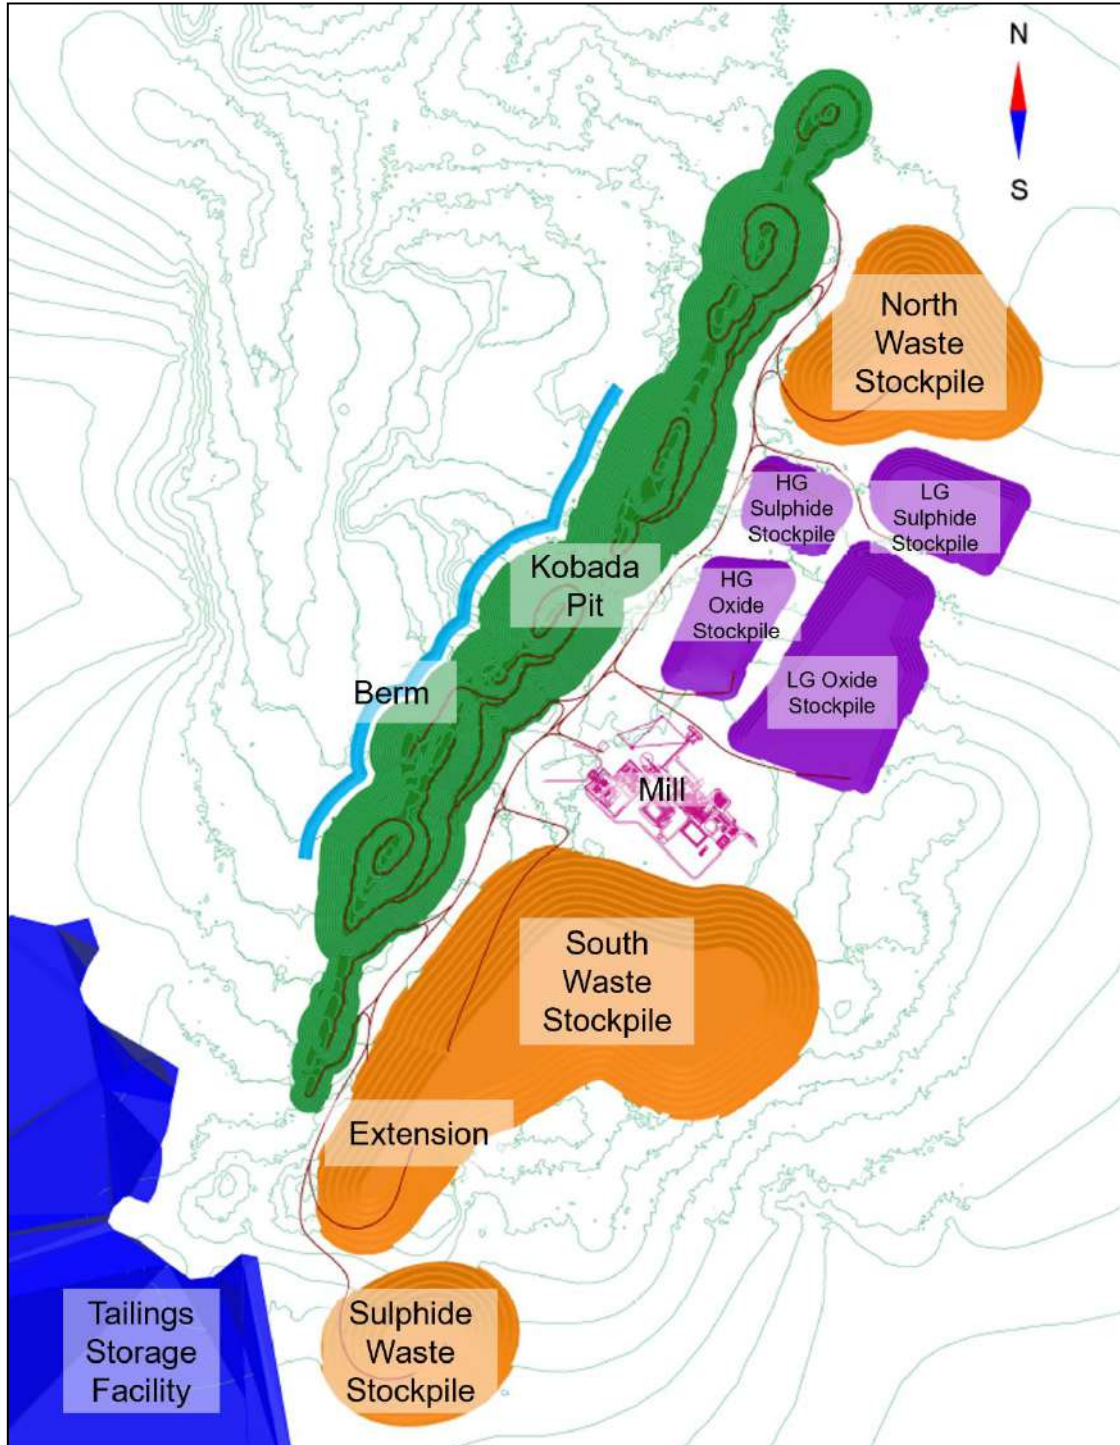 N
S
North
Waste
Stockpile
HG
Sulphide
Stockpile
LG
Sulphide
Stockpile
Kobada
Pit
HG
Oxide
Stockpile
Berm
LG Oxide
Stockpile
Mill
South
Waste
Stockpile
Extension
Tailings
Storage
Facility
Sulphide
Waste
Stockpile